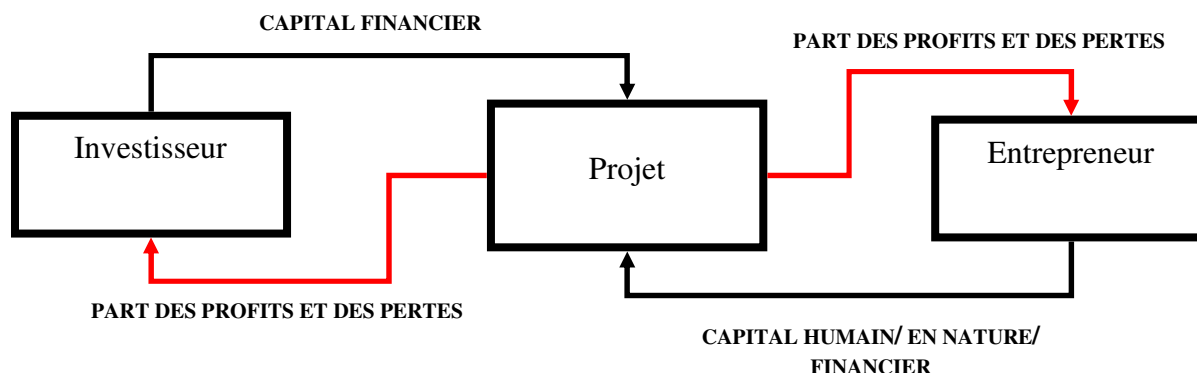 CAPITAL FINANCIER
PART DES PROFITS ET DES PERTES
Investisseur
Projet
Entrepreneur
PART DES PROFITS ET DES PERTES
CAPITAL HUMAIN/ EN NATURE/
FINANCIER